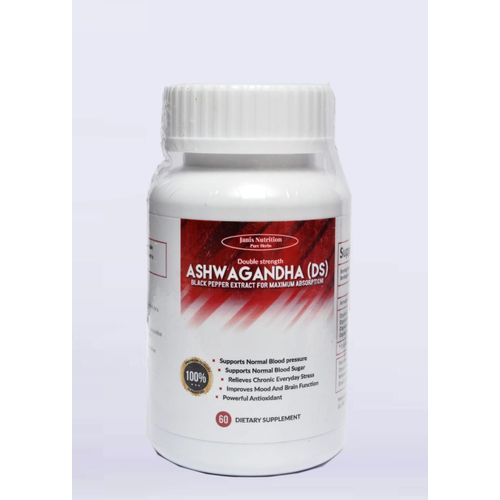 Janis Nutrition
Pure Herbs
Double strength
ASHWAGANDHA (DS)
BLACK PEPPER EXTRACT FOR MAXIMUM ABSORPTION!
100%
Supports Normal Blood pressure
Supports Normal Blood Sugar
Relieves Chronic Everyday Stress
Improves Mood And Brain Function
Powerful Antioxidant
60 DIETARY SUPPLEMENT